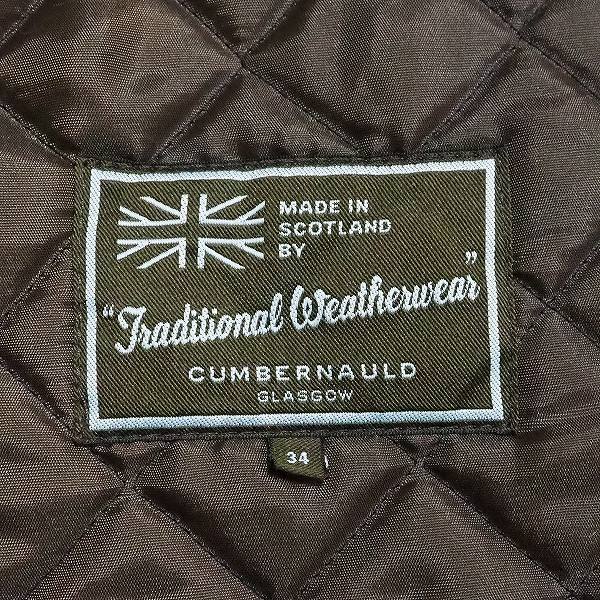 MADE IN
SCOTLAND
BY
"Traditional Weatherwear"
CUMBERNAULD
GLASGOW
34